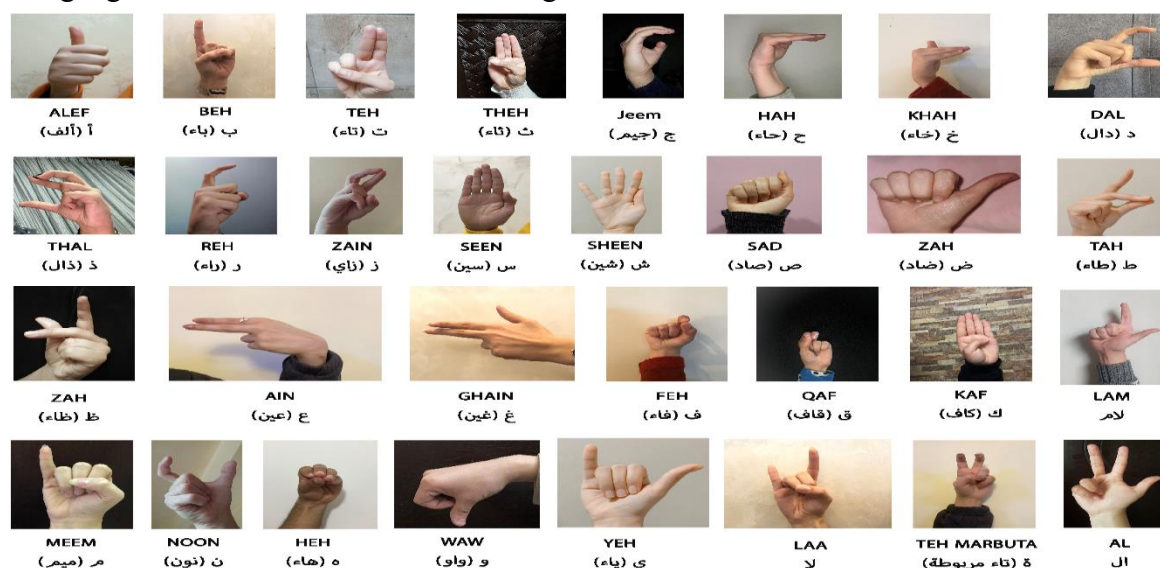 ALEF BEH TEH THEH Jeem HAH KHAH DAL
أ (ألف) ب (باء) ت (تاء) ث (ثاء) ج (جيم) ح (حاء) خ (خاء) د (دال)
THAL REH ZAIN SEEN SHEEN SAD ZAH TAH
ذ (ذال) ر (راء) ز (زاي) س (سين) ش (شين) ص (صاد) ض (ضاد) ط (طاء)
ZAH AIN GHAIN FEH QAF KAF LAM
ظ (ظاء) ع (عين) غ (غين) ف (فاء) ق (قاف) ك (كاف) لام
MEEM NOON HEH WAW YEH LAA TEH MARBUTA AL
م (ميم) ن (نون) ه (هاء) و (واو) ي (ياء) لا ة (تاء مربوطة) ال